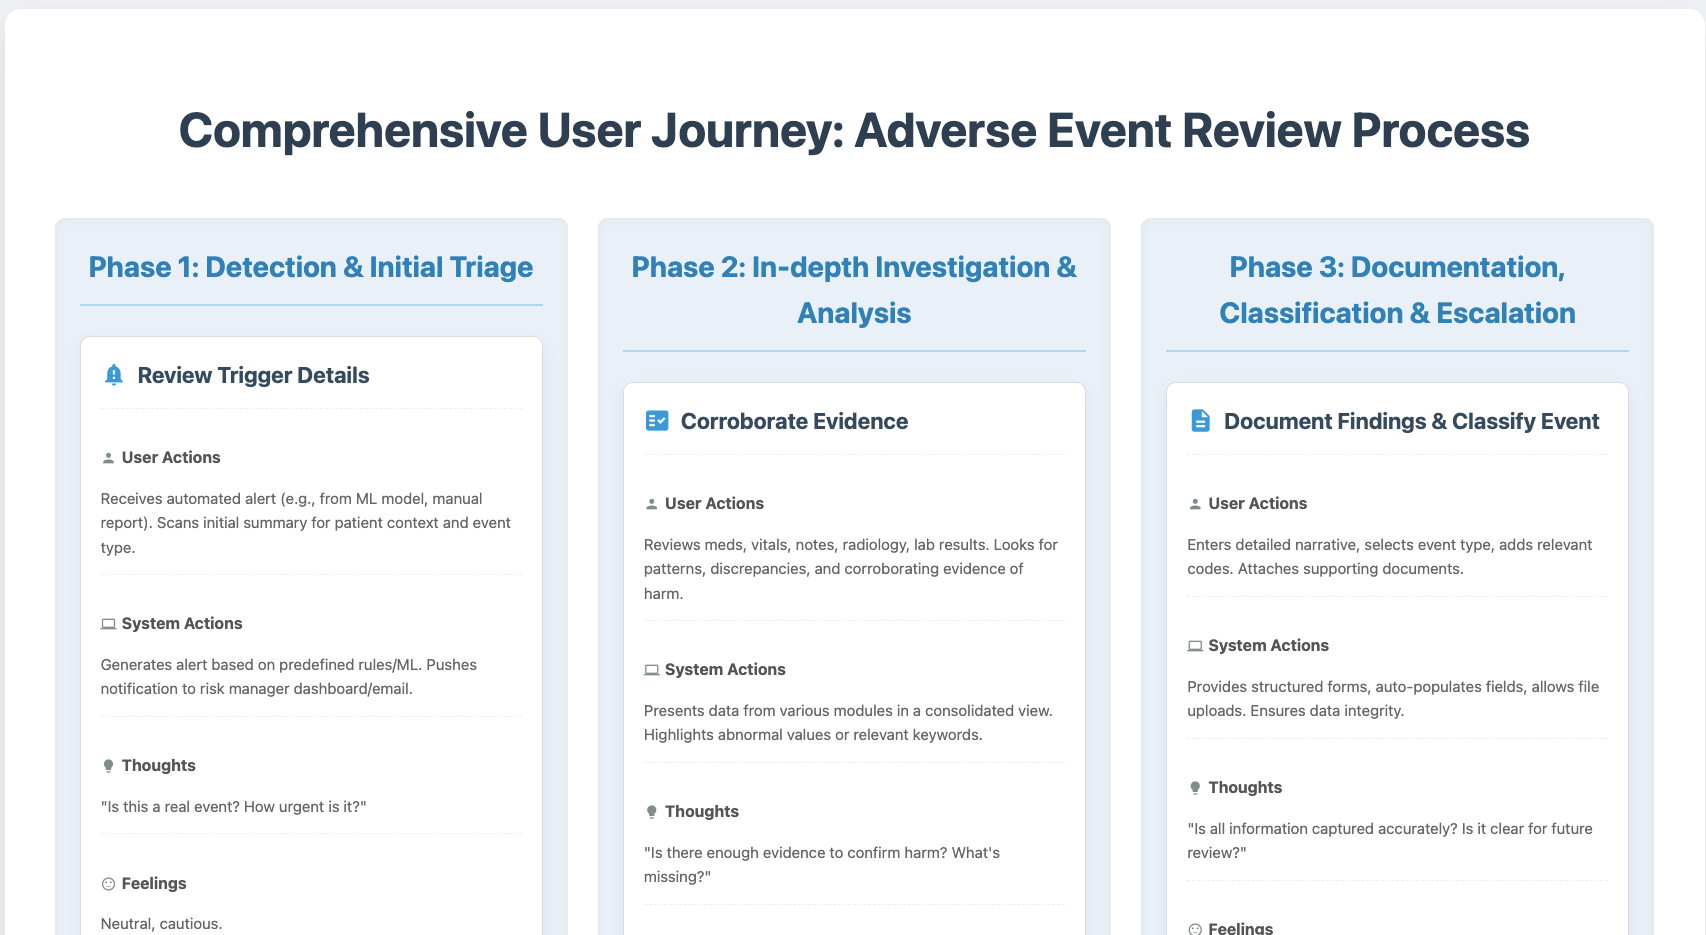 Comprehensive User Journey: Adverse Event Review Process
Phase 1: Detection & Initial Triage
Review Trigger Details
User Actions
Receives automated alert (e.g., from ML model, manual
report). Scans initial summary for patient context and event
type.
System Actions
Generates alert based on predefined rules/ML. Pushes
notification to risk manager dashboard/email.
Thoughts
"Is this a real event? How urgent is it?"
Feelings
Neutral, cautious.
Phase 2: In-depth Investigation &
Analysis
Corroborate Evidence
User Actions
Reviews meds, vitals, notes, radiology, lab results. Looks for
patterns, discrepancies, and corroborating evidence of
harm.
System Actions
Presents data from various modules in a consolidated view.
Highlights abnormal values or relevant keywords.
Thoughts
"Is there enough evidence to confirm harm? What's
missing?"
Phase 3: Documentation,
Classification & Escalation
Document Findings & Classify Event
User Actions
Enters detailed narrative, selects event type, adds relevant
codes. Attaches supporting documents.
System Actions
Provides structured forms, auto-populates fields, allows file
uploads. Ensures data integrity.
Thoughts
"Is all information captured accurately? Is it clear for future
review?"
Feelings